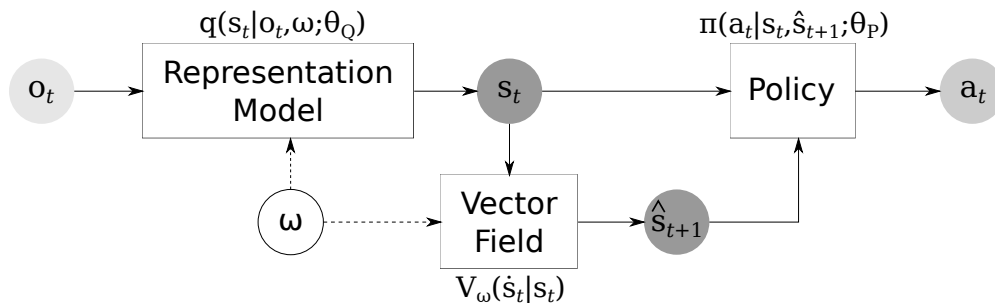 q(s_t|o_t,ω;θ_Q)
π(a_t|s_t,ŝ_{t+1};θ_P)
o_t
Representation
Model
s_t
Policy
a_t
ω
Vector
Field
ŝ_{t+1}
V_ω(ṡ_t|s_t)